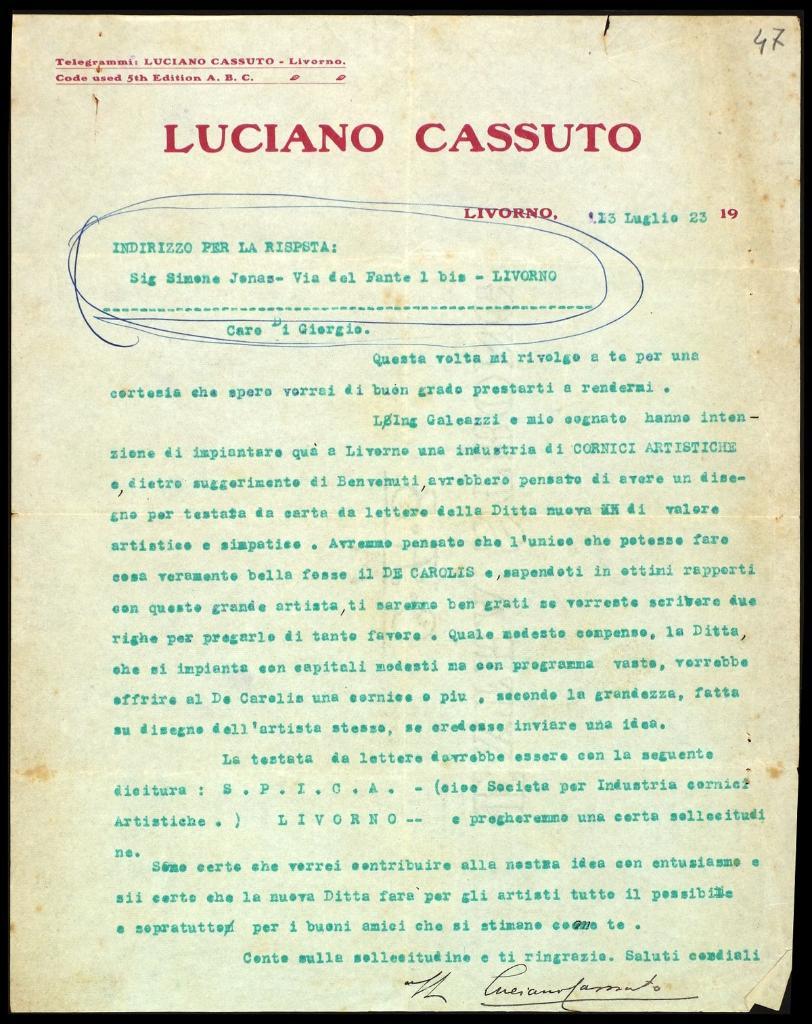 47
Telegrammi: LUCIANO CASSUTO - Livorno.
Code used 5th Edition A. B. C.
LUCIANO CASSUTO
LIVORNO, 13 Luglio 23 19
INDIRIZZO PER LA RISPSTA:
Sig Simone Jonas- Via del Fante 1 bis - LIVORNO
Caro Di Giorgio.
Questa volta mi rivolgo a te per una
cortesia che spero vorrai di buon grado prestarti a rendermi .
L'Ing Galeazzi e mio cognato hanno inten-
zione di impiantare quà a Livorno una industria di CORNICI ARTISTICHE
e, dietro suggerimento di Benvenuti, avrebbero pensato di avere un dise-
gno per testata da carta da lettere della Ditta nuova di valore
artistico e simpatico . Avremmo pensato che l'unico che potesse fare
cosa veramente bella fosse il DE CAROLIS e, sapendoti in ottimi rapporti
con questo grande artista, ti saremmo ben grati se vorreste scrivere due
righe per pregarlo di tanto favore . Quale modesto compenso, la Ditta,
che si impianta con capitali modesti ma con programma vasto, vorrebbe
offrire al De Carolis una cornice o piu , secondo la grandezza, fatta
su disegno dell'artista stesso, se credesse inviare una idea.
La testata da lettere dovrebbe essere con la seguente
dicitura : S . P . I . C . A . - (cioe Societa per Industria cornici
Artistiche . ) L I V O R N O -- e pregheremmo una certa sollecitudi
ne.
Sono certo che vorrei contribuire alla nostra idea con entusiasmo e
sii certo che la nuova Ditta farà per gli artisti tutto il possibile
e sopratutto per i buoni amici che si stimano come te .
Conto sulla sollecitudine e ti ringrazio. Saluti cordiali
Luciano Cassuto